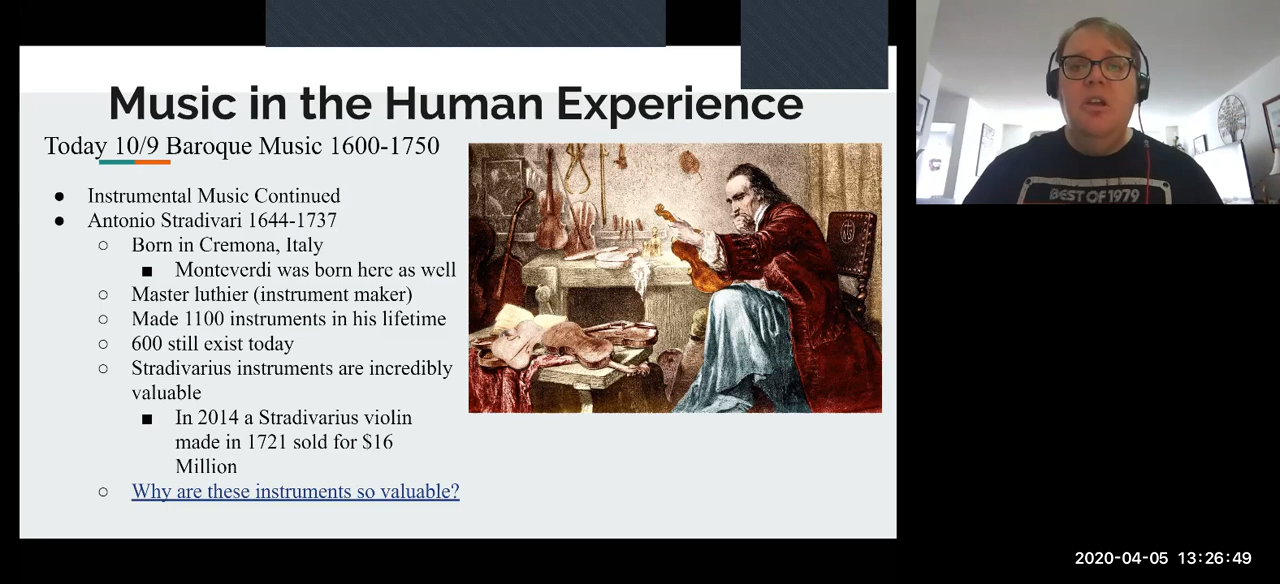 Music in the Human Experience
Today 10/9 Baroque Music 1600-1750
● Instrumental Music Continued
● Antonio Stradivari 1644-1737
○ Born in Cremona, Italy
■ Monteverdi was born here as well
○ Master luthier (instrument maker)
○ Made 1100 instruments in his lifetime
○ 600 still exist today
○ Stradivarius instruments are incredibly
valuable
■ In 2014 a Stradivarius violin
made in 1721 sold for $16
Million
○ Why are these instruments so valuable?
BEST OF 1979
2020-04-05 13:26:49